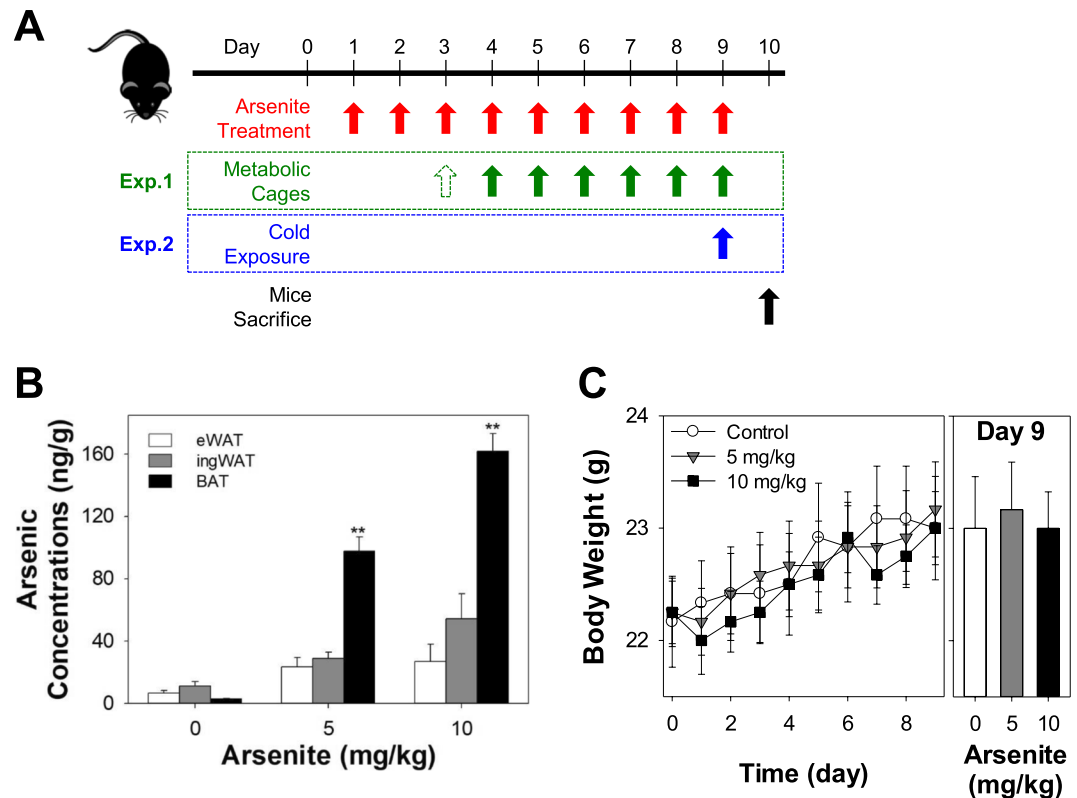 A
Day 0 1 2 3 4 5 6 7 8 9 10
Arsenite
Treatment
Exp.1
Metabolic
Cages
Exp.2
Cold
Exposure
Mice
Sacrifice
B
Arsenic
Concentrations (ng/g)
160
120
80
40
0
eWAT
ingWAT
BAT
**
**
0 5 10
Arsenite (mg/kg)
C
Body Weight (g)
24
23
22
Control
5 mg/kg
10 mg/kg
0 2 4 6 8
Time (day)
Day 9
0 5 10
Arsenite
(mg/kg)